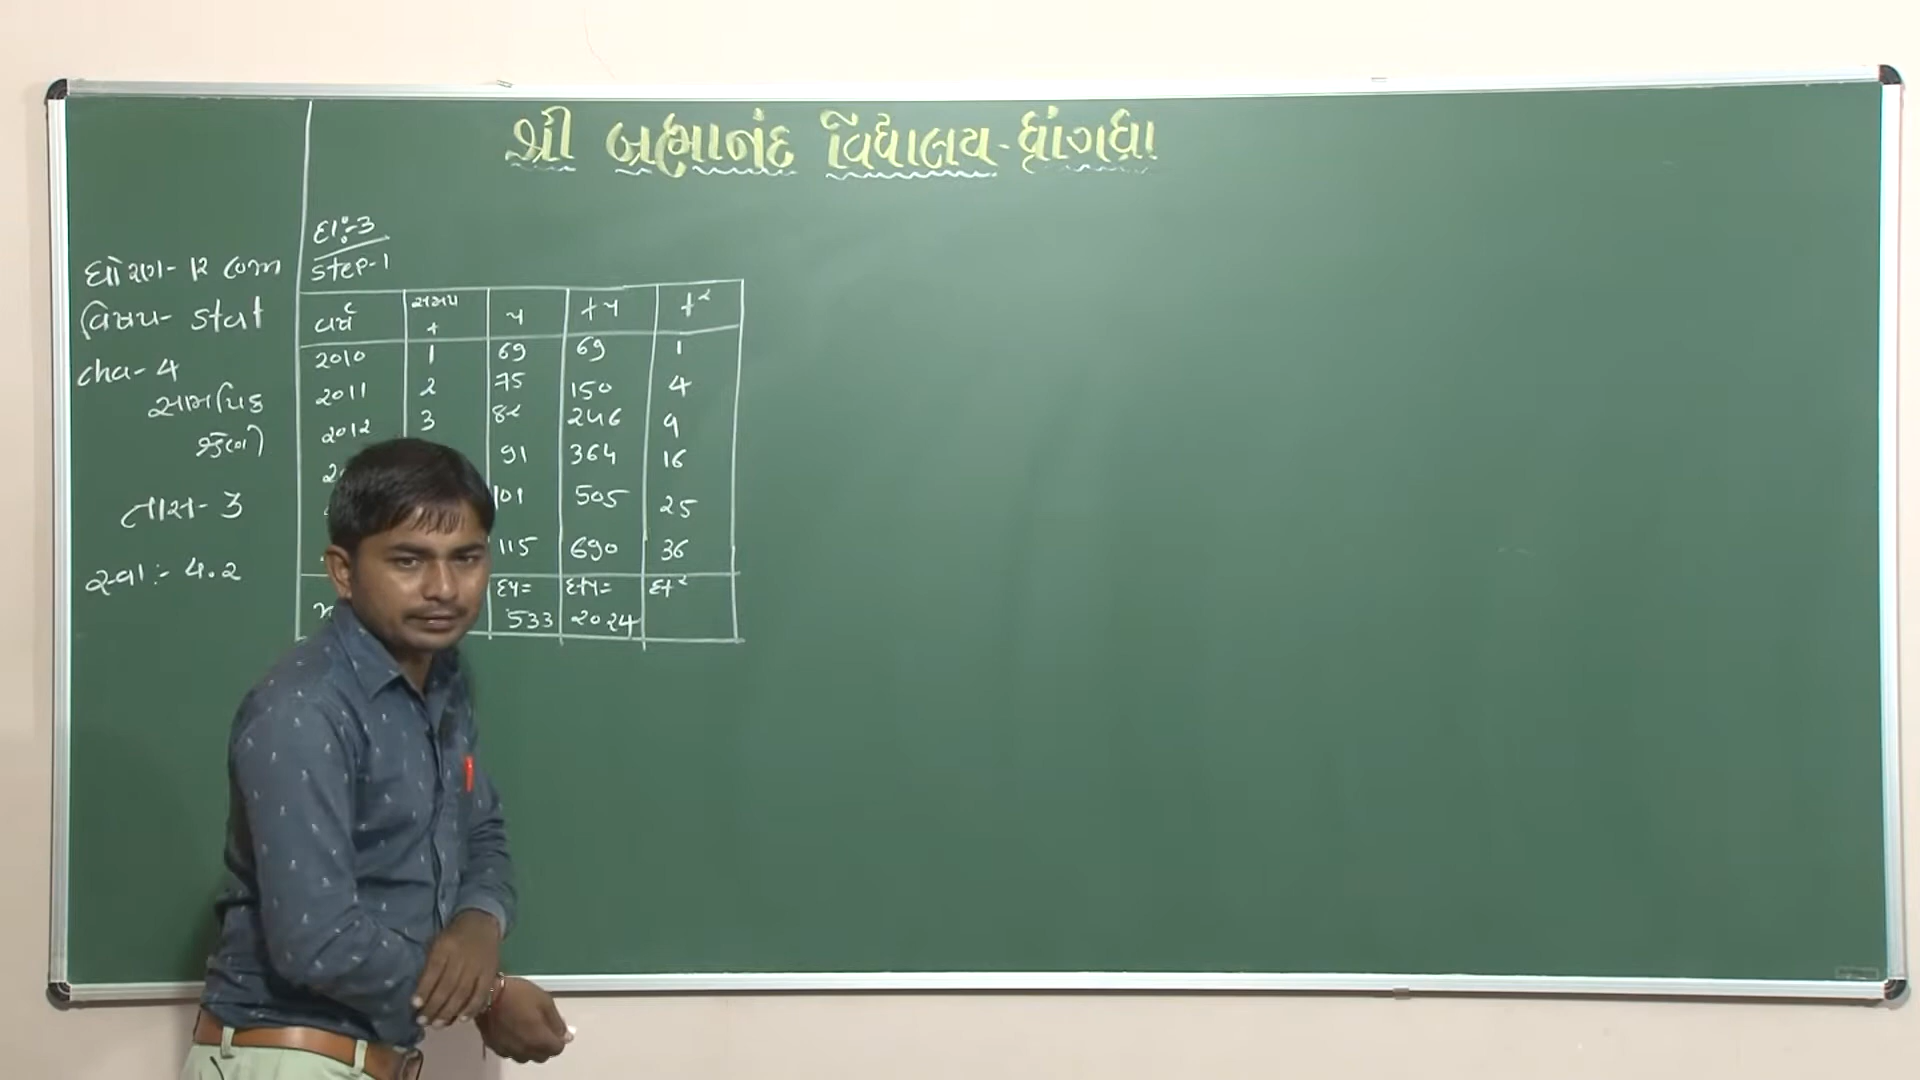 શ્રી બ્રહ્માનંદ વિદ્યાલય-ધ્રાંગધ્રા
ધોરણ-12 com
વિષય- stat
cha-4
સામયિક
શ્રેણી
તાસ-3
સ્વા:- 4.2
દા:-3
step-1
વર્ષ સમય t y ty t²
2010 1 69 69 1
2011 2 75 150 4
2012 3 82 246 9
91 364 16
101 505 25
115 690 36
Σy= Σty= Σt²
533 2024